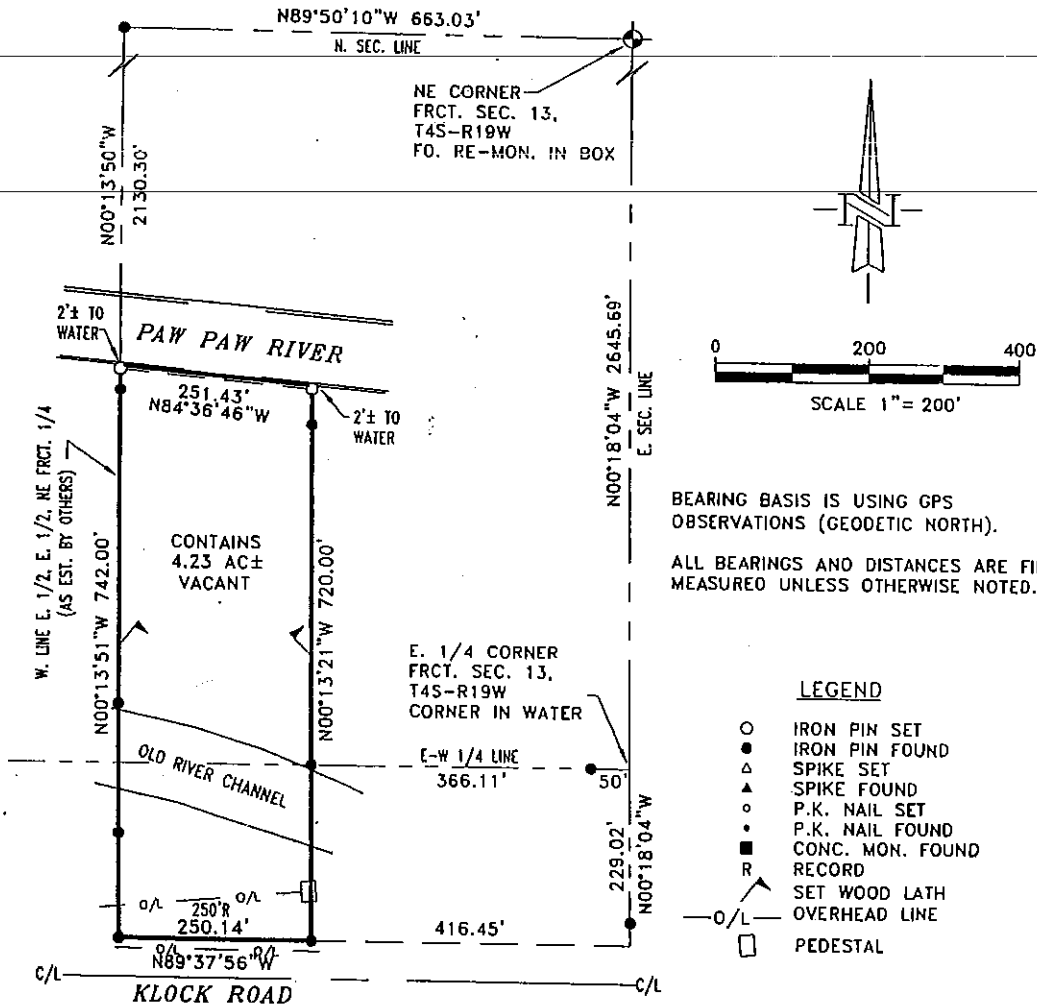 N89°50'10"W 663.03'
N. SEC. LINE
NE CORNER
FRCT. SEC. 13,
T4S-R19W
FO. RE-MON. IN BOX
N00°13'50"W
2130.30'
N
2'± TO
WATER
PAW PAW RIVER
251.43'
N84°36'46"W
2'± TO
WATER
N00°18'04"W 2645.69'
E. SEC. LINE
0 200 400
SCALE 1"= 200'
BEARING BASIS IS USING GPS
OBSERVATIONS (GEODETIC NORTH).
ALL BEARINGS AND DISTANCES ARE FI
MEASURED UNLESS OTHERWISE NOTED.
W. LINE E. 1/2, E. 1/2, NE FRCT. 1/4
(AS EST. BY OTHERS)
N00°13'51"W 742.00'
CONTAINS
4.23 AC±
VACANT
N00°13'21"W 720.00'
E. 1/4 CORNER
FRCT. SEC. 13,
T4S-R19W
CORNER IN WATER
OLD RIVER CHANNEL
E-W 1/4 LINE
366.11'
50'
229.02'
N00°18'04"W
O/L O/L O/L
250'R
250.14'
O/L O/L
N89°37'56"W
416.45'
C/L C/L
KLOCK ROAD
LEGEND
IRON PIN SET
IRON PIN FOUND
SPIKE SET
SPIKE FOUND
P.K. NAIL SET
P.K. NAIL FOUND
CONC. MON. FOUND
R RECORD
SET WOOD LATH
O/L OVERHEAD LINE
PEDESTAL